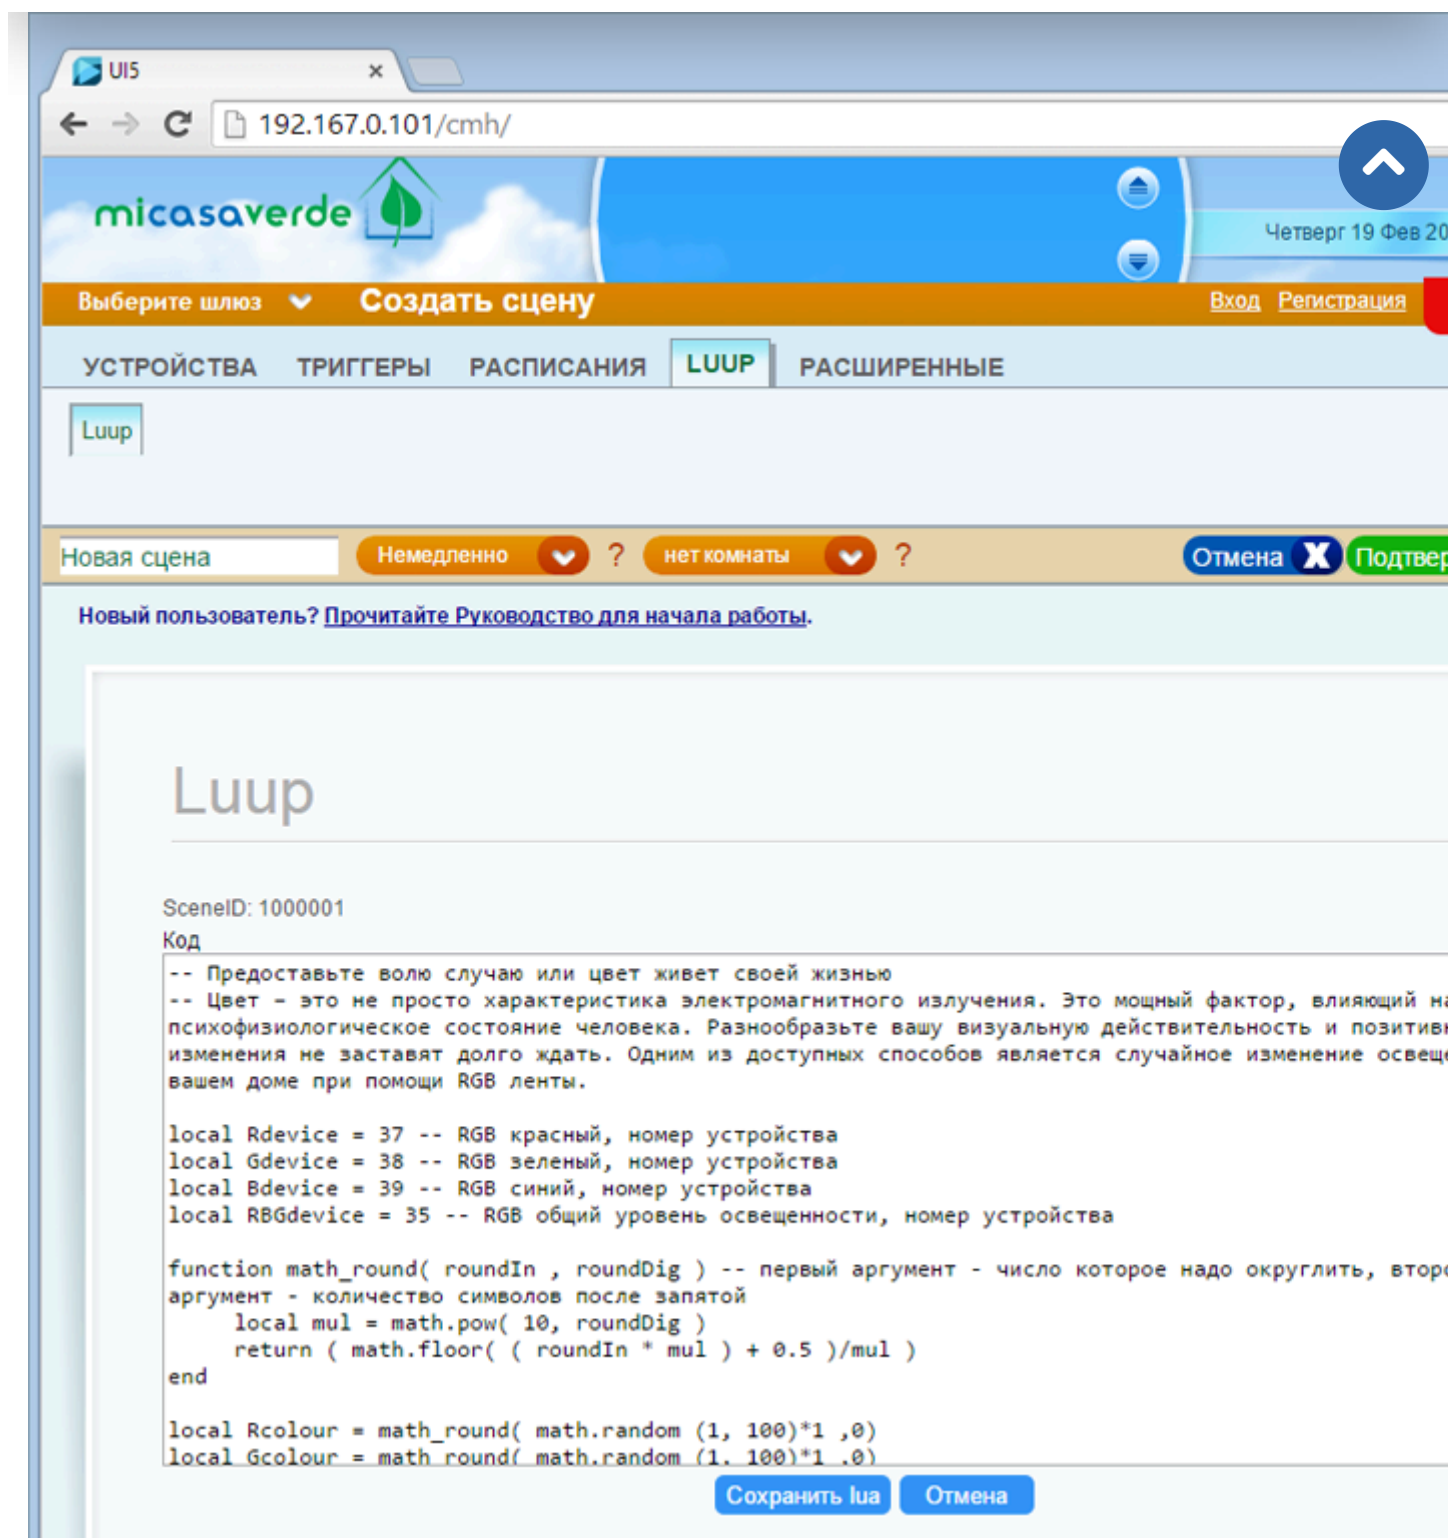 UI5
192.167.0.101/cmh/
micasaverde
Четверг 19 Фев 20
Выберите шлюз Создать сцену Вход Регистрация
УСТРОЙСТВА ТРИГГЕРЫ РАСПИСАНИЯ LUUP РАСШИРЕННЫЕ
Luup
Новая сцена Немедленно ? нет комнаты ? Отмена X Подтвер
Новый пользователь? Прочитайте Руководство для начала работы.
Luup
SceneID: 1000001
Код
-- Предоставьте волю случаю или цвет живет своей жизнью
-- Цвет – это не просто характеристика электромагнитного излучения. Это мощный фактор, влияющий на
психофизиологическое состояние человека. Разнообразьте вашу визуальную действительность и позитивн
изменения не заставят долго ждать. Одним из доступных способов является случайное изменение освеще
вашем доме при помощи RGB ленты.
local Rdevice = 37 -- RGB красный, номер устройства
local Gdevice = 38 -- RGB зеленый, номер устройства
local Bdevice = 39 -- RGB синий, номер устройства
local RBGdevice = 35 -- RGB общий уровень освещенности, номер устройства
function math_round( roundIn , roundDig ) -- первый аргумент - число которое надо округлить, второ
аргумент - количество символов после запятой
local mul = math.pow( 10, roundDig )
return ( math.floor( ( roundIn * mul ) + 0.5 )/mul )
end
local Rcolour = math_round( math.random (1, 100)*1 ,0)
local Gcolour = math_round( math.random (1, 100)*1 ,0)
Сохранить lua Отмена